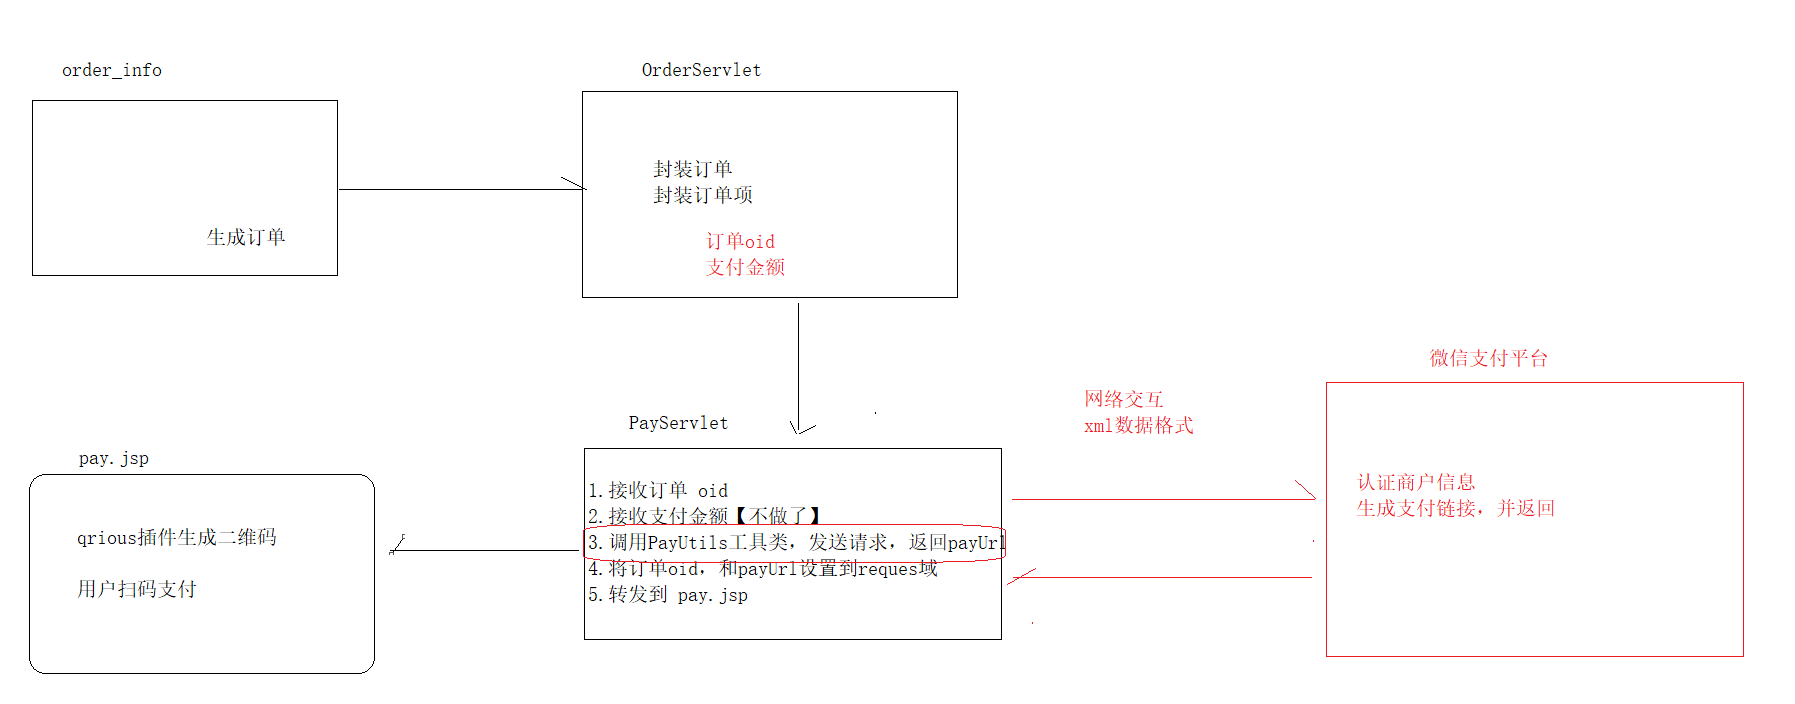 order_info
生成订单
OrderServlet
封装订单
封装订单项
订单oid
支付金额
PayServlet
1.接收订单 oid
2.接收支付金额【不做了】
3.调用PayUtils工具类，发送请求，返回payUrl
4.将订单oid，和payUrl设置到reques域
5.转发到 pay.jsp
网络交互
xml数据格式
微信支付平台
认证商户信息
生成支付链接，并返回
pay.jsp
qrious插件生成二维码
用户扫码支付